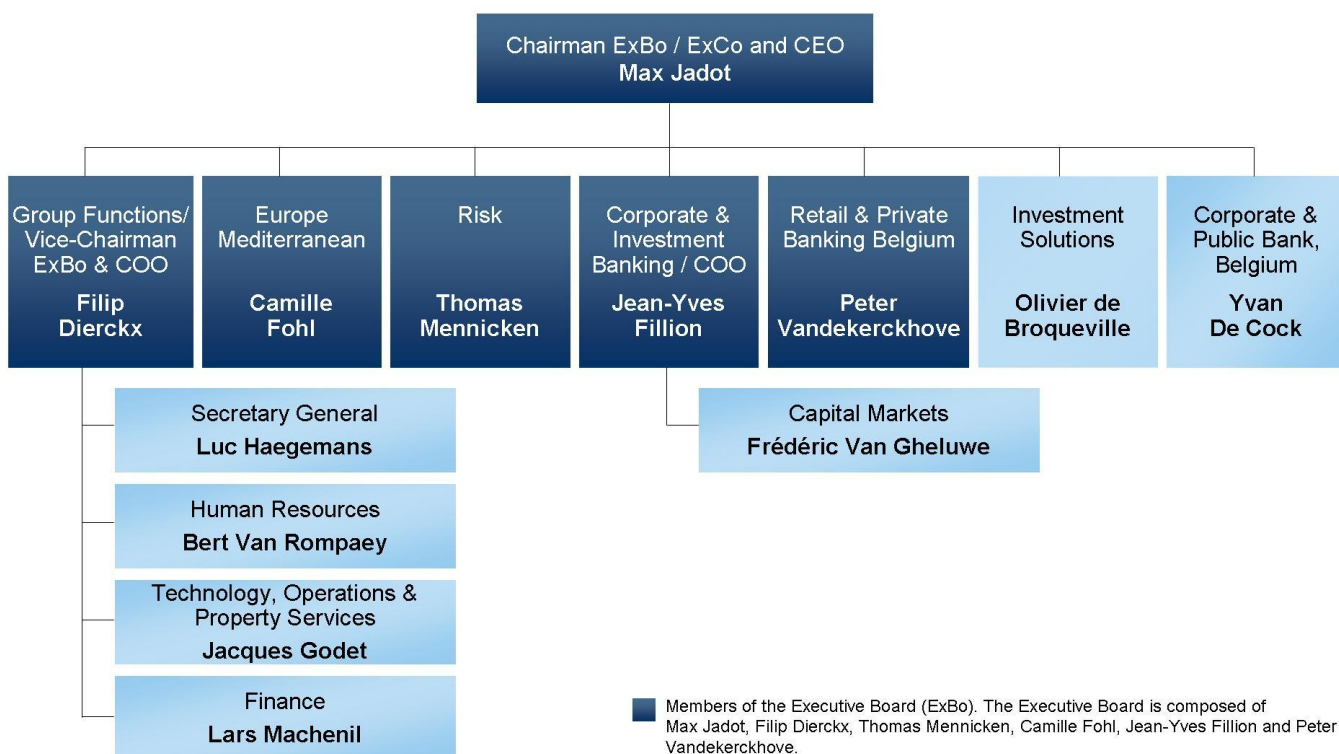 Chairman ExBo / ExCo and CEO
Max Jadot
Group Functions/
Vice-Chairman
ExBo & COO
Filip
Dierckx
Europe
Mediterranean
Camille
Fohl
Risk
Thomas
Mennicken
Corporate &
Investment
Banking / COO
Jean-Yves
Fillion
Retail & Private
Banking Belgium
Peter
Vandekerckhove
Investment
Solutions
Olivier de
Broqueville
Corporate &
Public Bank,
Belgium
Yvan
De Cock
Secretary General
Luc Haegemans
Human Resources
Bert Van Rompaey
Technology, Operations &
Property Services
Jacques Godet
Finance
Lars Machenil
Capital Markets
Frédéric Van Gheluwe
Members of the Executive Board (ExBo). The Executive Board is composed of
Max Jadot, Filip Dierckx, Thomas Mennicken, Camille Fohl, Jean-Yves Fillion and Peter
Vandekerckhove.